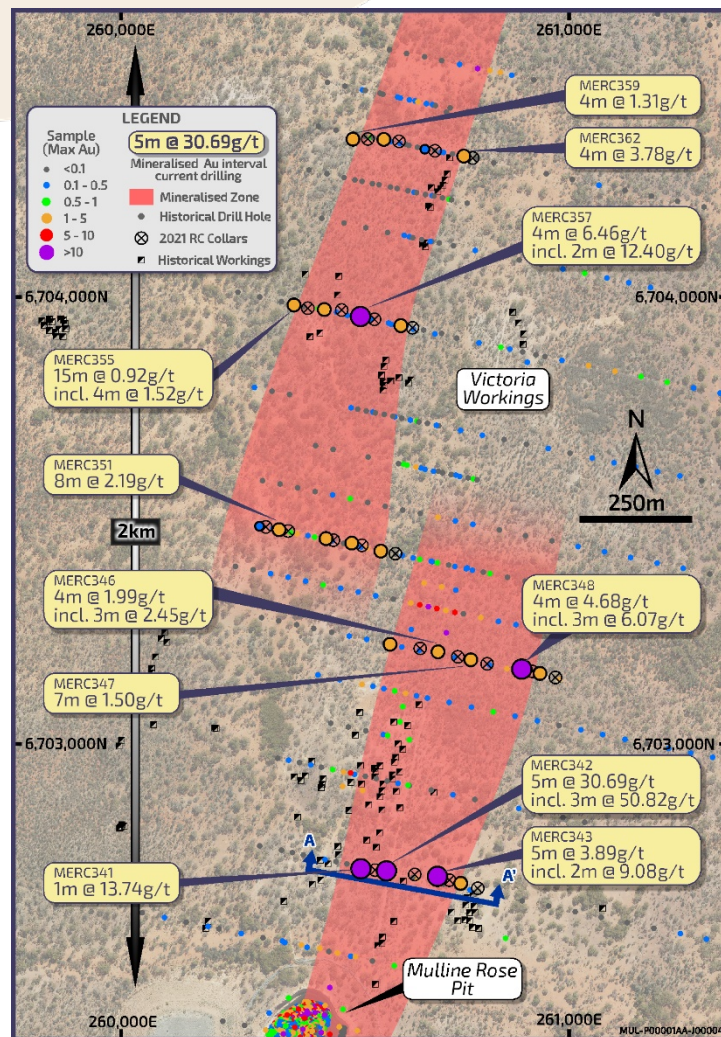 260,000E
261,000E
LEGEND
Sample
(Max Au)
<0.1
0.1 - 0.5
0.5 - 1
1 - 5
5 - 10
>10
5m @ 30.69g/t
Mineralised Au interval
current drilling
Mineralised Zone
Historical Drill Hole
2021 RC Collars
Historical Workings
MERC359
4m @ 1.31g/t
MERC362
4m @ 3.78g/t
MERC357
4m @ 6.46g/t
incl. 2m @ 12.40g/t
6,704,000N
6,704,000N
MERC355
15m @ 0.92g/t
incl. 4m @ 1.52g/t
Victoria
Workings
N
250m
MERC351
8m @ 2.19g/t
2km
MERC346
4m @ 1.99g/t
incl. 3m @ 2.45g/t
MERC348
4m @ 4.68g/t
incl. 3m @ 6.07g/t
MERC347
7m @ 1.50g/t
6,703,000N
6,703,000N
MERC342
5m @ 30.69g/t
incl. 3m @ 50.82g/t
MERC343
5m @ 3.89g/t
incl. 2m @ 9.08g/t
A
A'
MERC341
1m @ 13.74g/t
Mulline Rose
Pit
260,000E
261,000E
MUL-P00001AA-J00004